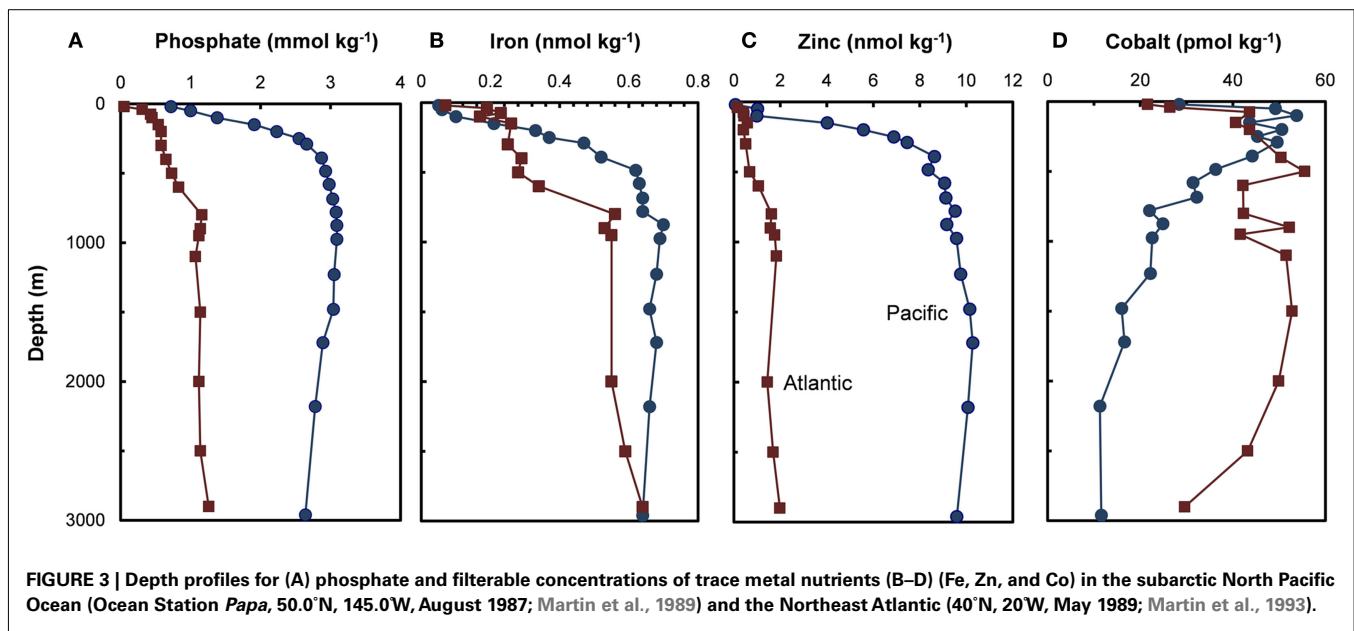 A Phosphate (mmol kg⁻¹) B Iron (nmol kg⁻¹) C Zinc (nmol kg⁻¹) D Cobalt (pmol kg⁻¹)
0 1 2 3 4 0.2 0.4 0.6 0.8 0 2 4 6 8 10 12 0 20 40 60
0
1000
2000
3000
Depth (m)
Pacific
Atlantic
FIGURE 3 | Depth profiles for (A) phosphate and filterable concentrations of trace metal nutrients (B–D) (Fe, Zn, and Co) in the subarctic North Pacific
Ocean (Ocean Station Papa, 50.0°N, 145.0°W, August 1987; Martin et al., 1989) and the Northeast Atlantic (40°N, 20°W, May 1989; Martin et al., 1993).